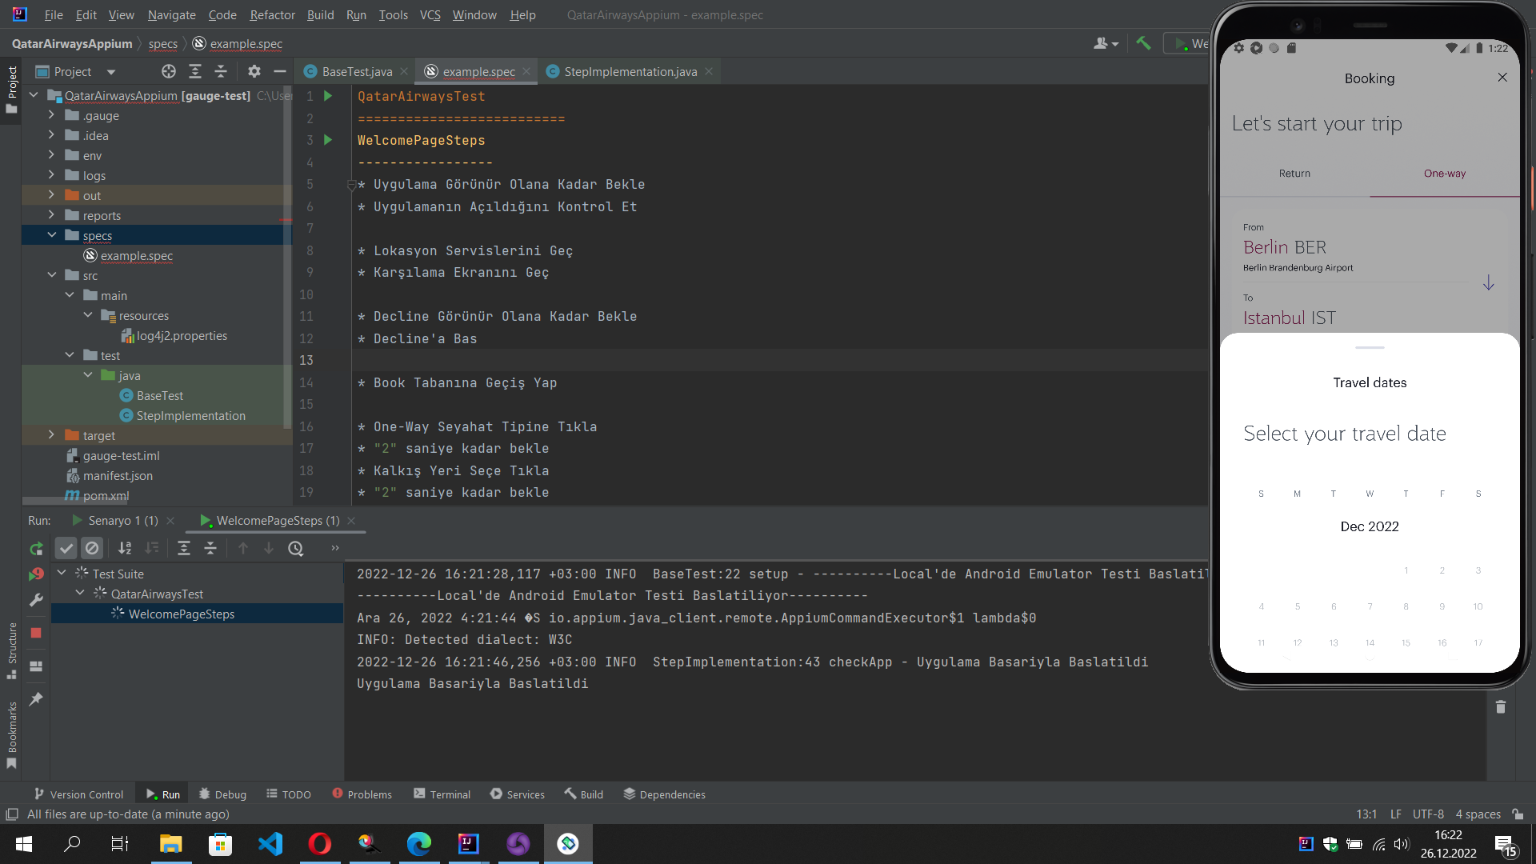 File Edit View Navigate Code Refactor Build Run Tools VCS Window Help QatarAirwaysAppium - example.spec
QatarAirwaysAppium specs example.spec
Project
BaseTest.java example.spec StepImplementation.java
Project
QatarAirwaysAppium [gauge-test]
.gauge
.idea
env
logs
out
reports
specs
example.spec
src
main
resources
log4j2.properties
test
java
BaseTest
StepImplementation
target
gauge-test.iml
manifest.json
pom.xml
1 QatarAirwaysTest
2 ==========================
3 WelcomePageSteps
4 -----------------
5 * Uygulama Görünür Olana Kadar Bekle
6 * Uygulamanın Açıldığını Kontrol Et
7
8 * Lokasyon Servislerini Geç
9 * Karşılama Ekranını Geç
10
11 * Decline Görünür Olana Kadar Bekle
12 * Decline'a Bas
13
14 * Book Tabanına Geçiş Yap
15
16 * One-Way Seyahat Tipine Tıkla
17 * "2" saniye kadar bekle
18 * Kalkış Yeri Seçe Tıkla
19 * "2" saniye kadar bekle
Run: Senaryo 1 (1) WelcomePageSteps (1)
Test Suite
QatarAirwaysTest
WelcomePageSteps
2022-12-26 16:21:28,117 +03:00 INFO BaseTest:22 setup - ----------Local'de Android Emulator Testi Baslatil
----------Local'de Android Emulator Testi Baslatiliyor----------
Ara 26, 2022 4:21:44 �S io.appium.java_client.remote.AppiumCommandExecutor$1 lambda$0
INFO: Detected dialect: W3C
2022-12-26 16:21:46,256 +03:00 INFO StepImplementation:43 checkApp - Uygulama Basariyla Baslatildi
Uygulama Basariyla Baslatildi
Structure
Bookmarks
Version Control Run Debug TODO Problems Terminal Services Build Dependencies
All files are up-to-date (a minute ago)
13:1 LF UTF-8 4 spaces
16:22
26.12.2022
15
1:22
Booking
Let's start your trip
Return One-way
From
Berlin BER
Berlin Brandenburg Airport
To
Istanbul IST
Travel dates
Select your travel date
S M T W T F S
Dec 2022
1 2 3
4 5 6 7 8 9 10
11 12 13 14 15 16 17